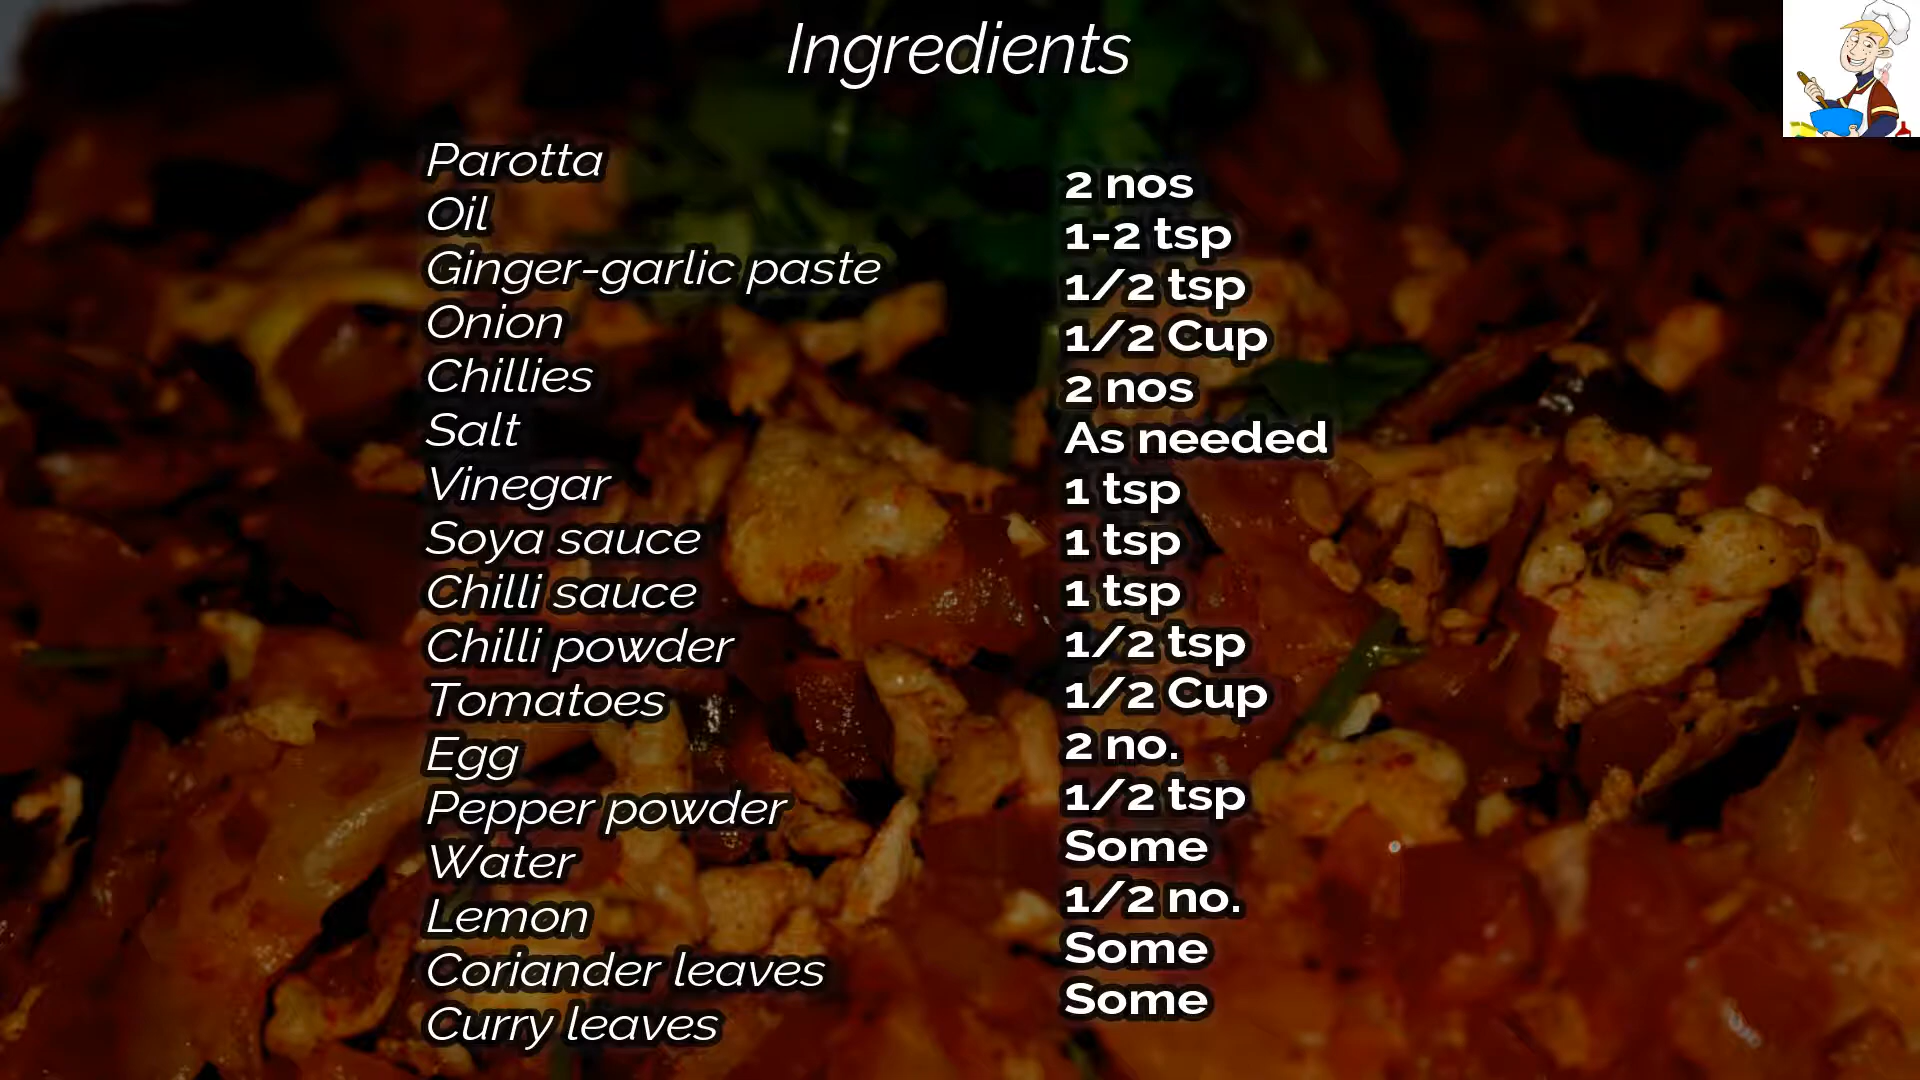 Ingredients
Parotta
Oil
Ginger-garlic paste
Onion
Chillies
Salt
Vinegar
Soya sauce
Chilli sauce
Chilli powder
Tomatoes
Egg
Pepper powder
Water
Lemon
Coriander leaves
Curry leaves
2 nos
1-2 tsp
1/2 tsp
1/2 Cup
2 nos
As needed
1 tsp
1 tsp
1 tsp
1/2 tsp
1/2 Cup
2 no.
1/2 tsp
Some
1/2 no.
Some
Some